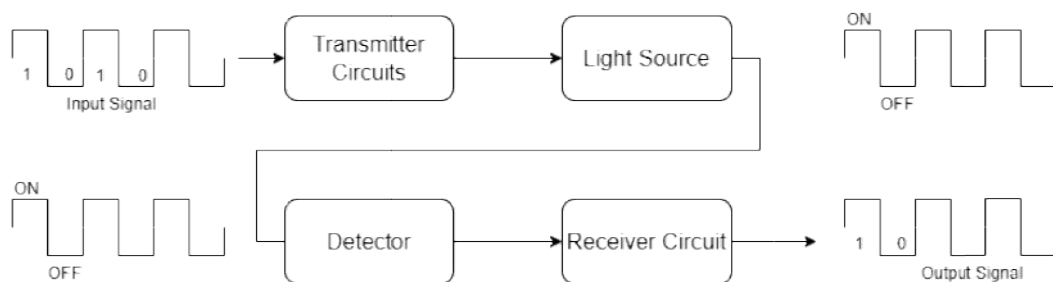 ON
Transmitter
Circuits
Light Source
1 0 1 0
Input Signal
OFF
ON
Detector
Receiver Circuit
1 0
OFF
Output Signal